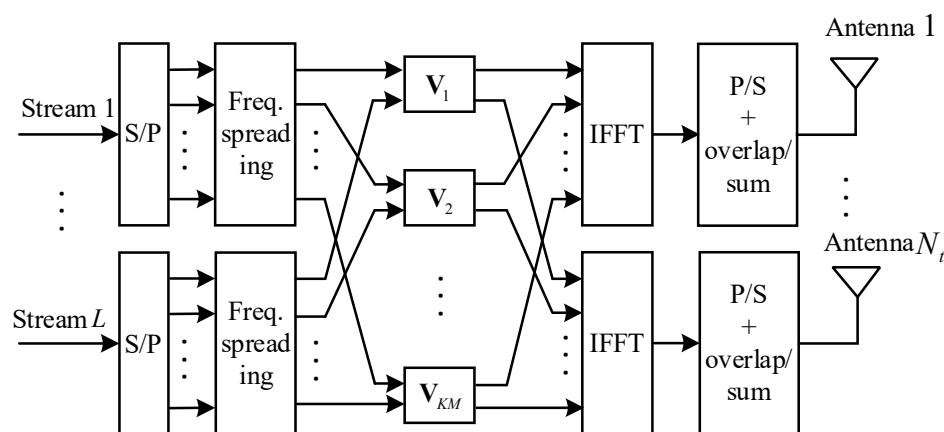 Stream 1
S/P
Freq.
spread
ing
V1
V2
VKM
IFFT
P/S
+
overlap/
sum
Antenna 1
Stream L
S/P
Freq.
spread
ing
IFFT
P/S
+
overlap/
sum
Antenna Nt